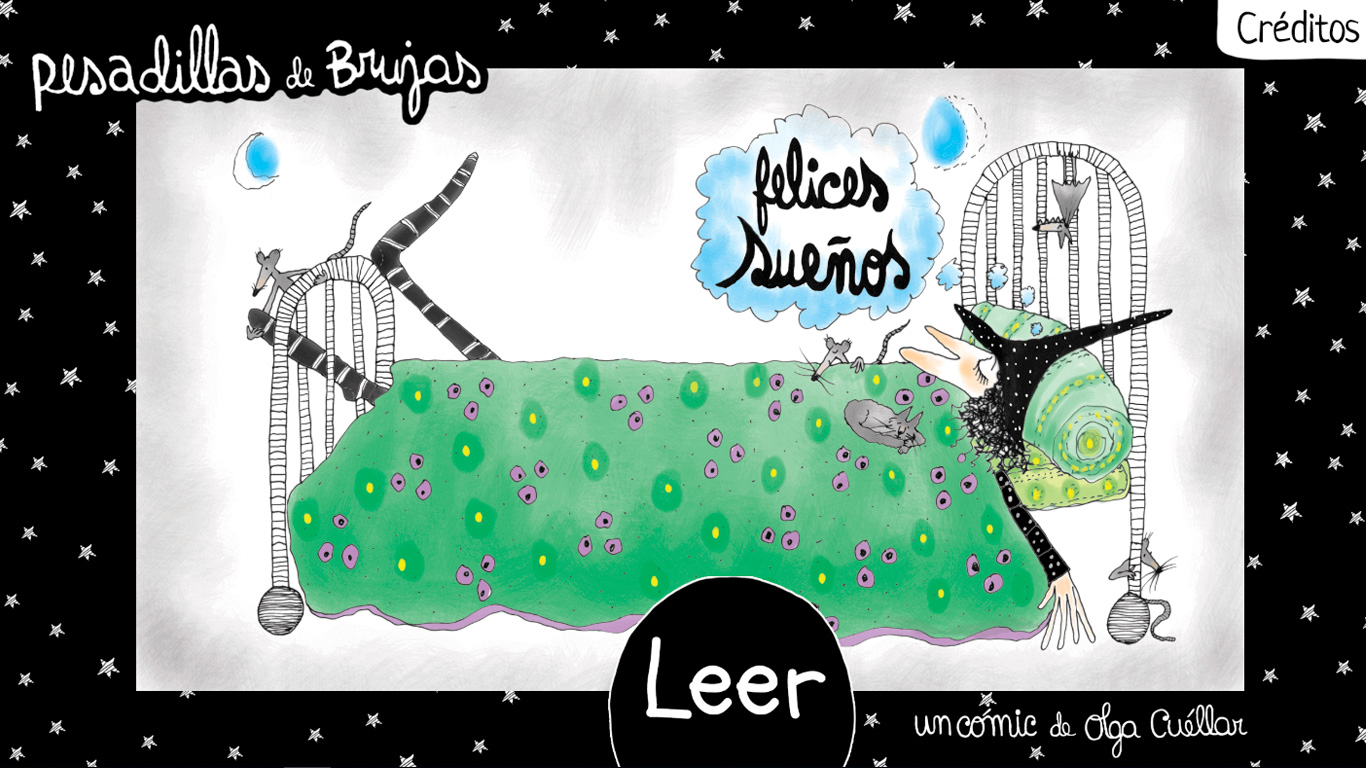 Créditos
pesadillas de Brujas
felices
sueños
Leer
un cómic de Olga Cuéllar